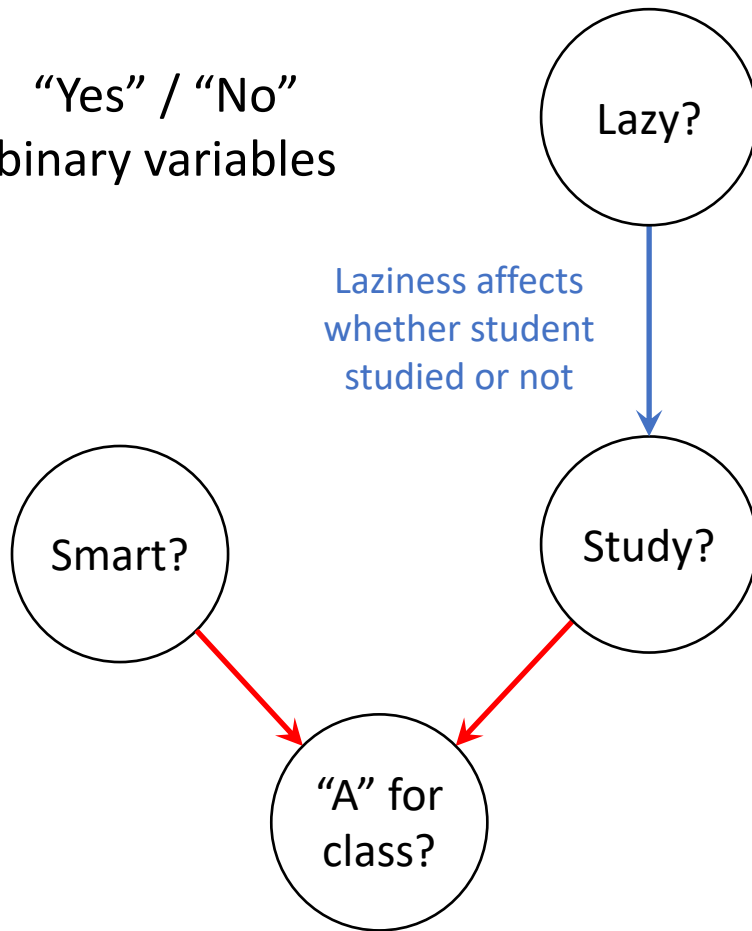 “Yes” / “No”
binary variables
Lazy?
Laziness affects
whether student
studied or not
Smart?
Study?
“A” for
class?